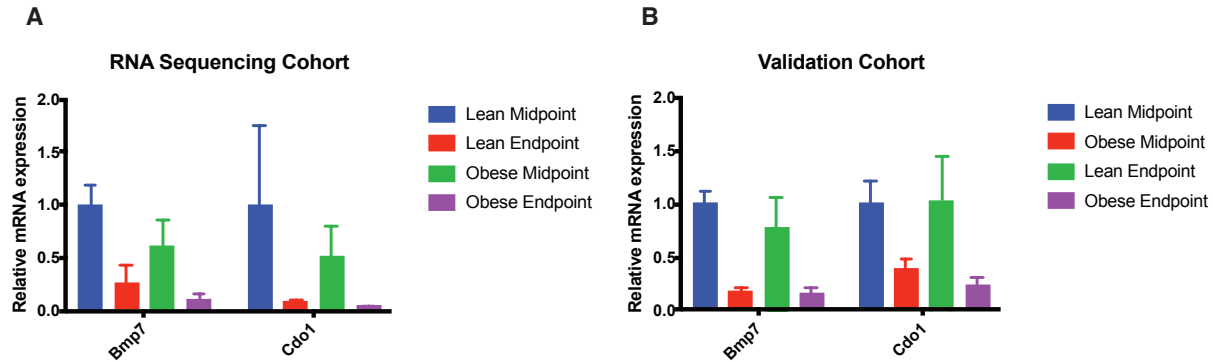 A
RNA Sequencing Cohort
Relative mRNA expression
2.0
1.5
1.0
0.5
0.0
Bmp7
Cdo1
Lean Midpoint
Lean Endpoint
Obese Midpoint
Obese Endpoint
B
Validation Cohort
Relative mRNA expression
2.0
1.5
1.0
0.5
0.0
Bmp7
Cdo1
Lean Midpoint
Obese Midpoint
Lean Endpoint
Obese Endpoint